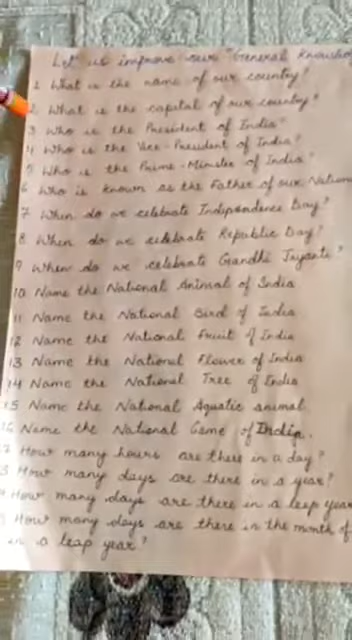 Let us improve our "General Knowledge
1 What is the name of our country?
2 What is the capital of our country?
3 Who is the President of India?
4 Who is the Vice-President of India?
5 Who is the Prime-Minister of India?
6 Who is known as the Father of our Nation
7 When do we celebrate Independence Day?
8 When do we celebrate Republic Day?
9 When do we celebrate Gandhi Jayanti?
10 Name the National Animal of India
11 Name the National Bird of India
12 Name the National Fruit of India
13 Name the National Flower of India
14 Name the National Tree of India
15 Name the National Aquatic animal.
16 Name the National Game of India.
How many hours are there in a day?
How many days are there in a year?
How many days are there in a leap year
How many days are there in the month of
in a leap year?